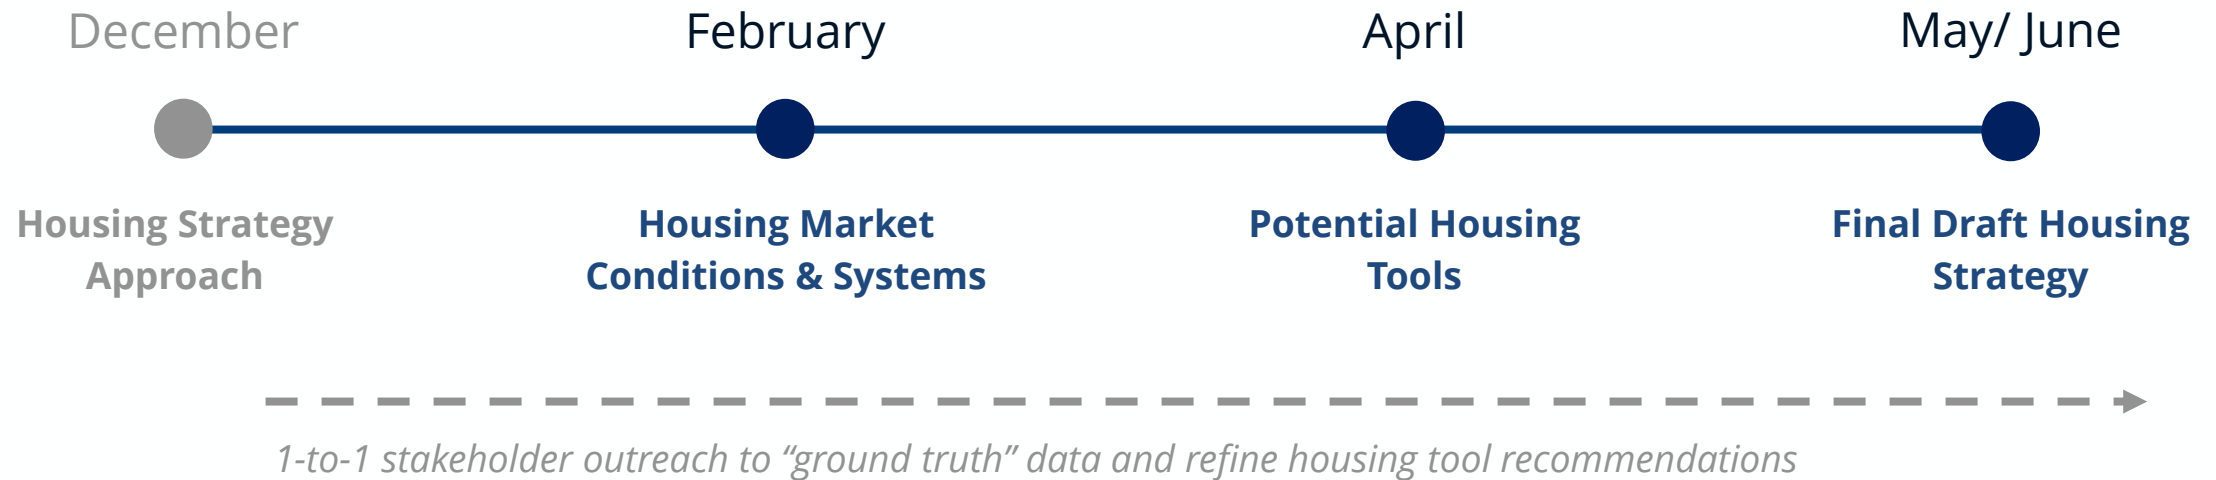 December
February
April
May/ June
Housing Strategy
Approach
Housing Market
Conditions & Systems
Potential Housing
Tools
Final Draft Housing
Strategy
1-to-1 stakeholder outreach to “ground truth” data and refine housing tool recommendations